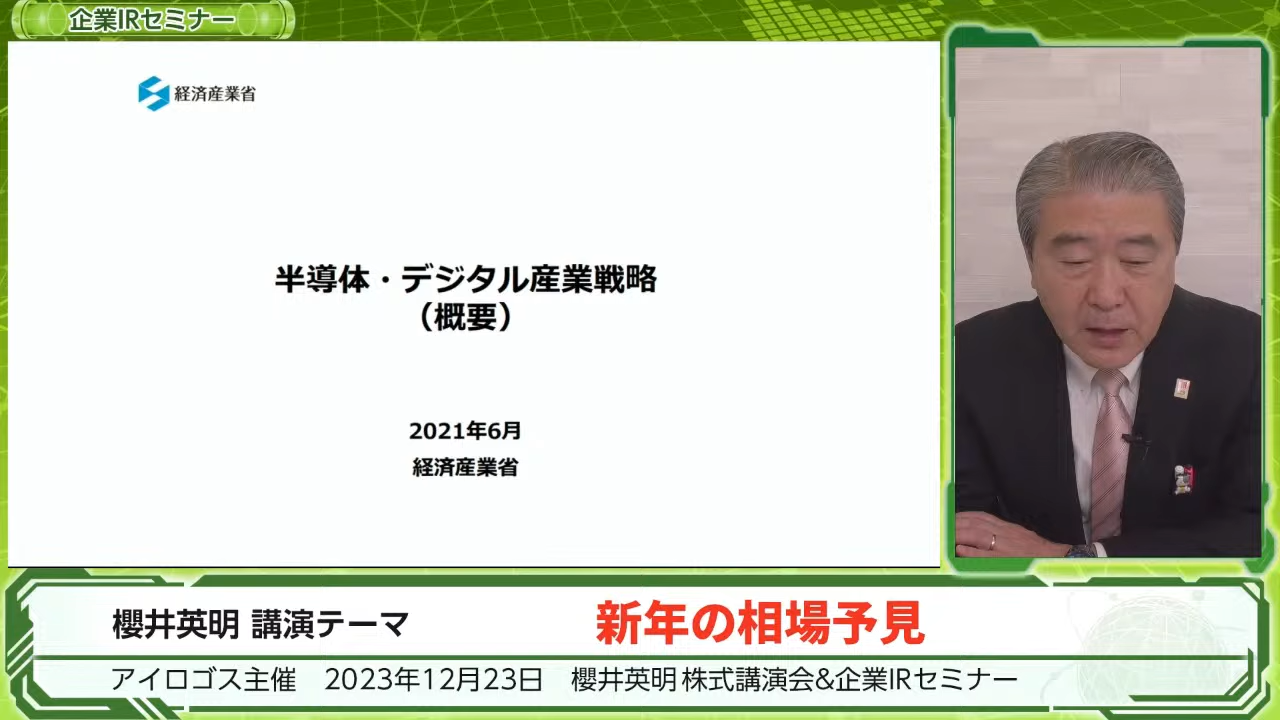 企業IRセミナー
経済産業省
半導体・デジタル産業戦略
（概要）
2021年6月
経済産業省
櫻井英明 講演テーマ
新年の相場予見
アイロゴス主催　2023年12月23日　櫻井英明 株式講演会&企業IRセミナー